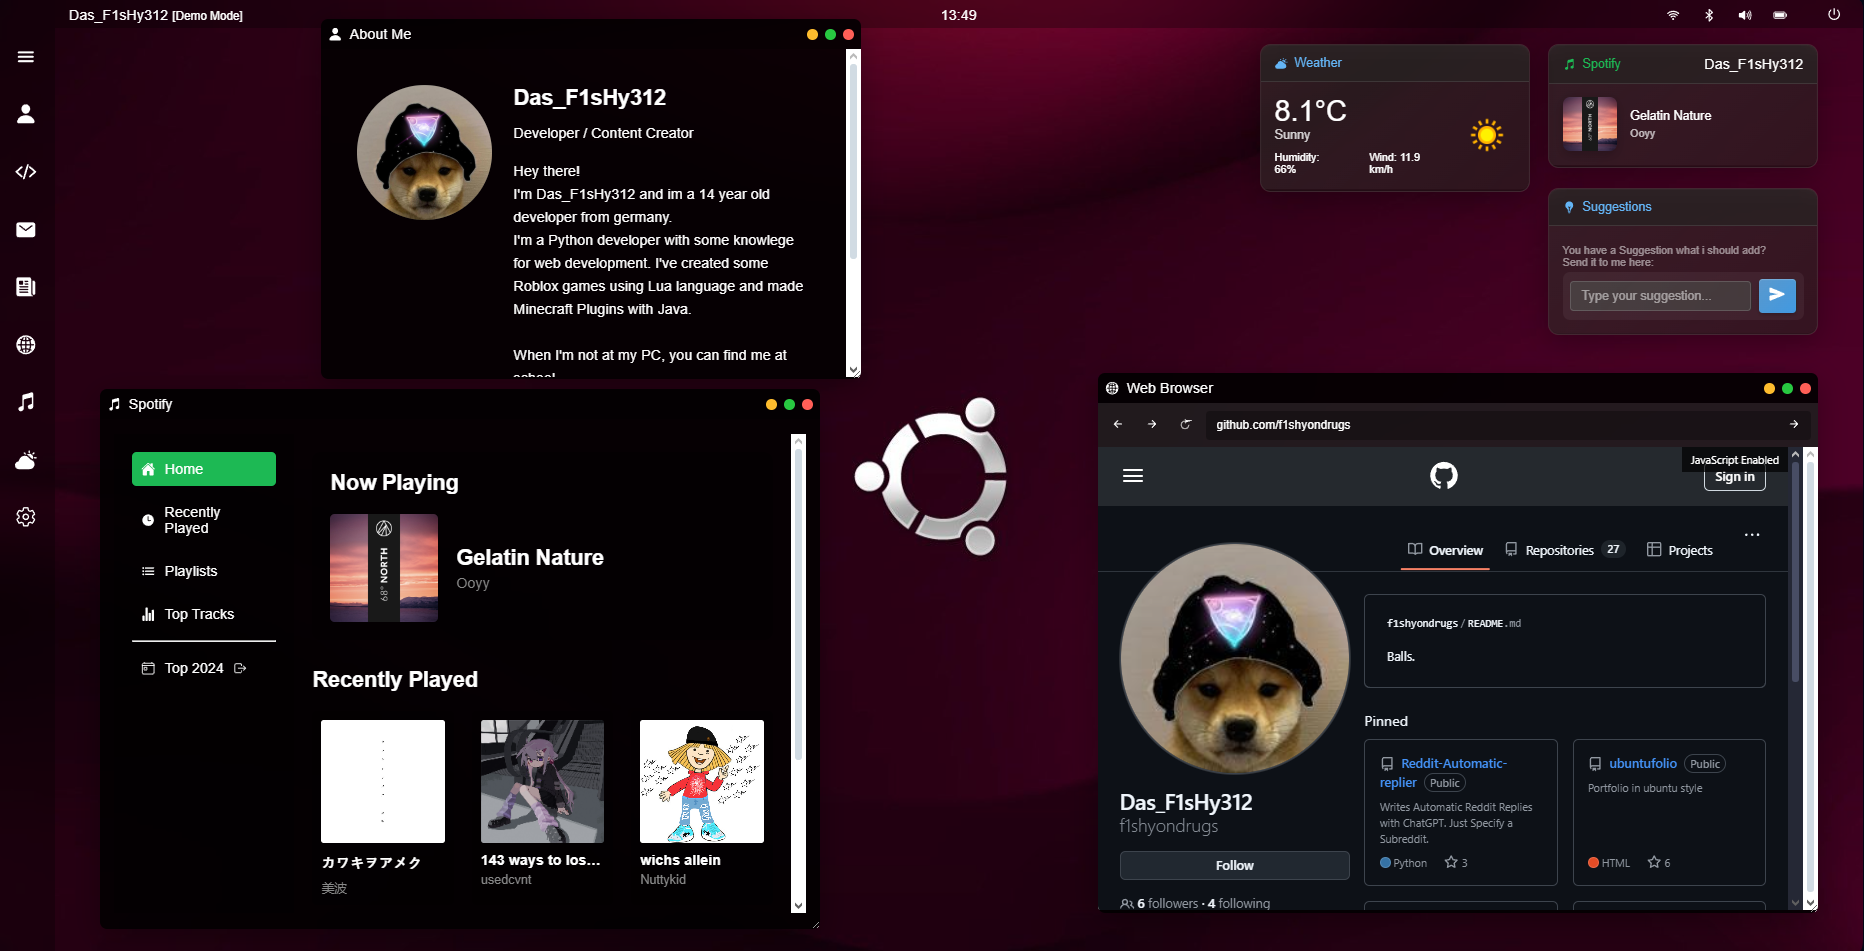 Das_F1sHy312 [Demo Mode]
13:49
About Me
Das_F1sHy312
Developer / Content Creator
Hey there!
I'm Das_F1sHy312 and im a 14 year old
developer from germany.
I'm a Python developer with some knowlege
for web development. I've created some
Roblox games using Lua language and made
Minecraft Plugins with Java.
When I'm not at my PC, you can find me at
school
Weather
8.1°C
Sunny
Humidity:
66%
Wind: 11.9
km/h
Spotify
Das_F1sHy312
68° NORTH
Gelatin Nature
Ooyy
Suggestions
You have a Suggestion what i should add?
Send it to me here:
Type your suggestion...
Spotify
Home
Recently
Played
Playlists
Top Tracks
Top 2024
Now Playing
68° NORTH
Gelatin Nature
Ooyy
Recently Played
カワキヲアメク
美波
143 ways to los...
usedcvnt
wichs allein
Nuttykid
Web Browser
github.com/f1shyondrugs
JavaScript Enabled
Sign in
Overview
Repositories 27
Projects
f1shyondrugs/README.md
Balls.
Das_F1sHy312
f1shyondrugs
Follow
6 followers · 4 following
Pinned
Reddit-Automatic-
replier Public
Writes Automatic Reddit Replies
with ChatGPT. Just Specify a
Subreddit.
Python 3
ubuntufolio Public
Portfolio in ubuntu style
HTML 6